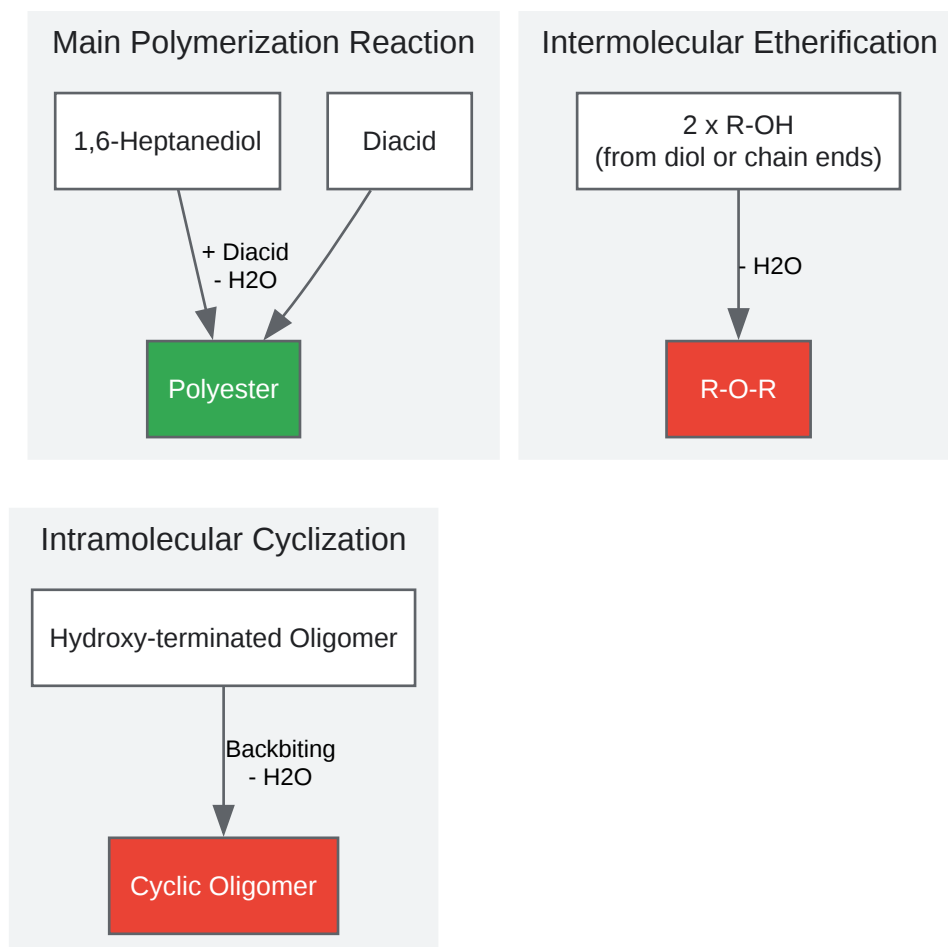 Main Polymerization Reaction
1,6-Heptanediol
Diacid
+ Diacid
- H2O
Polyester
Intermolecular Etherification
2 x R-OH
(from diol or chain ends)
- H2O
R-O-R
Intramolecular Cyclization
Hydroxy-terminated Oligomer
Backbiting
- H2O
Cyclic Oligomer